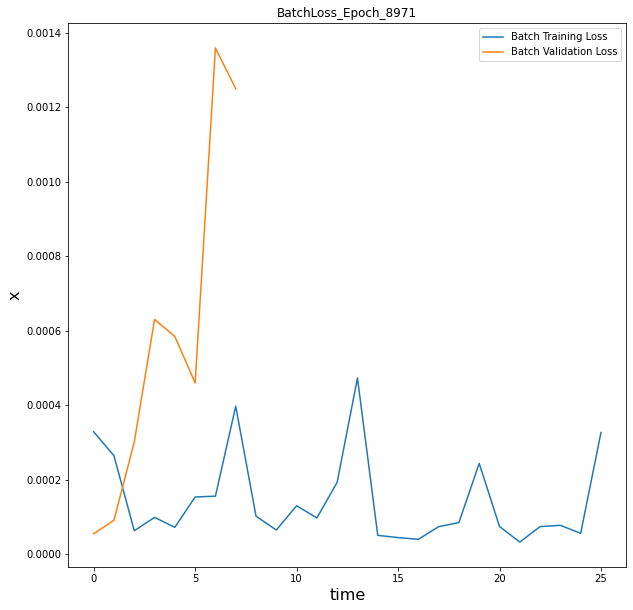 BatchLoss_Epoch_8971
Batch Training Loss
Batch Validation Loss
0.0014
0.0012
0.0010
0.0008
0.0006
0.0004
0.0002
0.0000
x
0 5 10 15 20 25
time